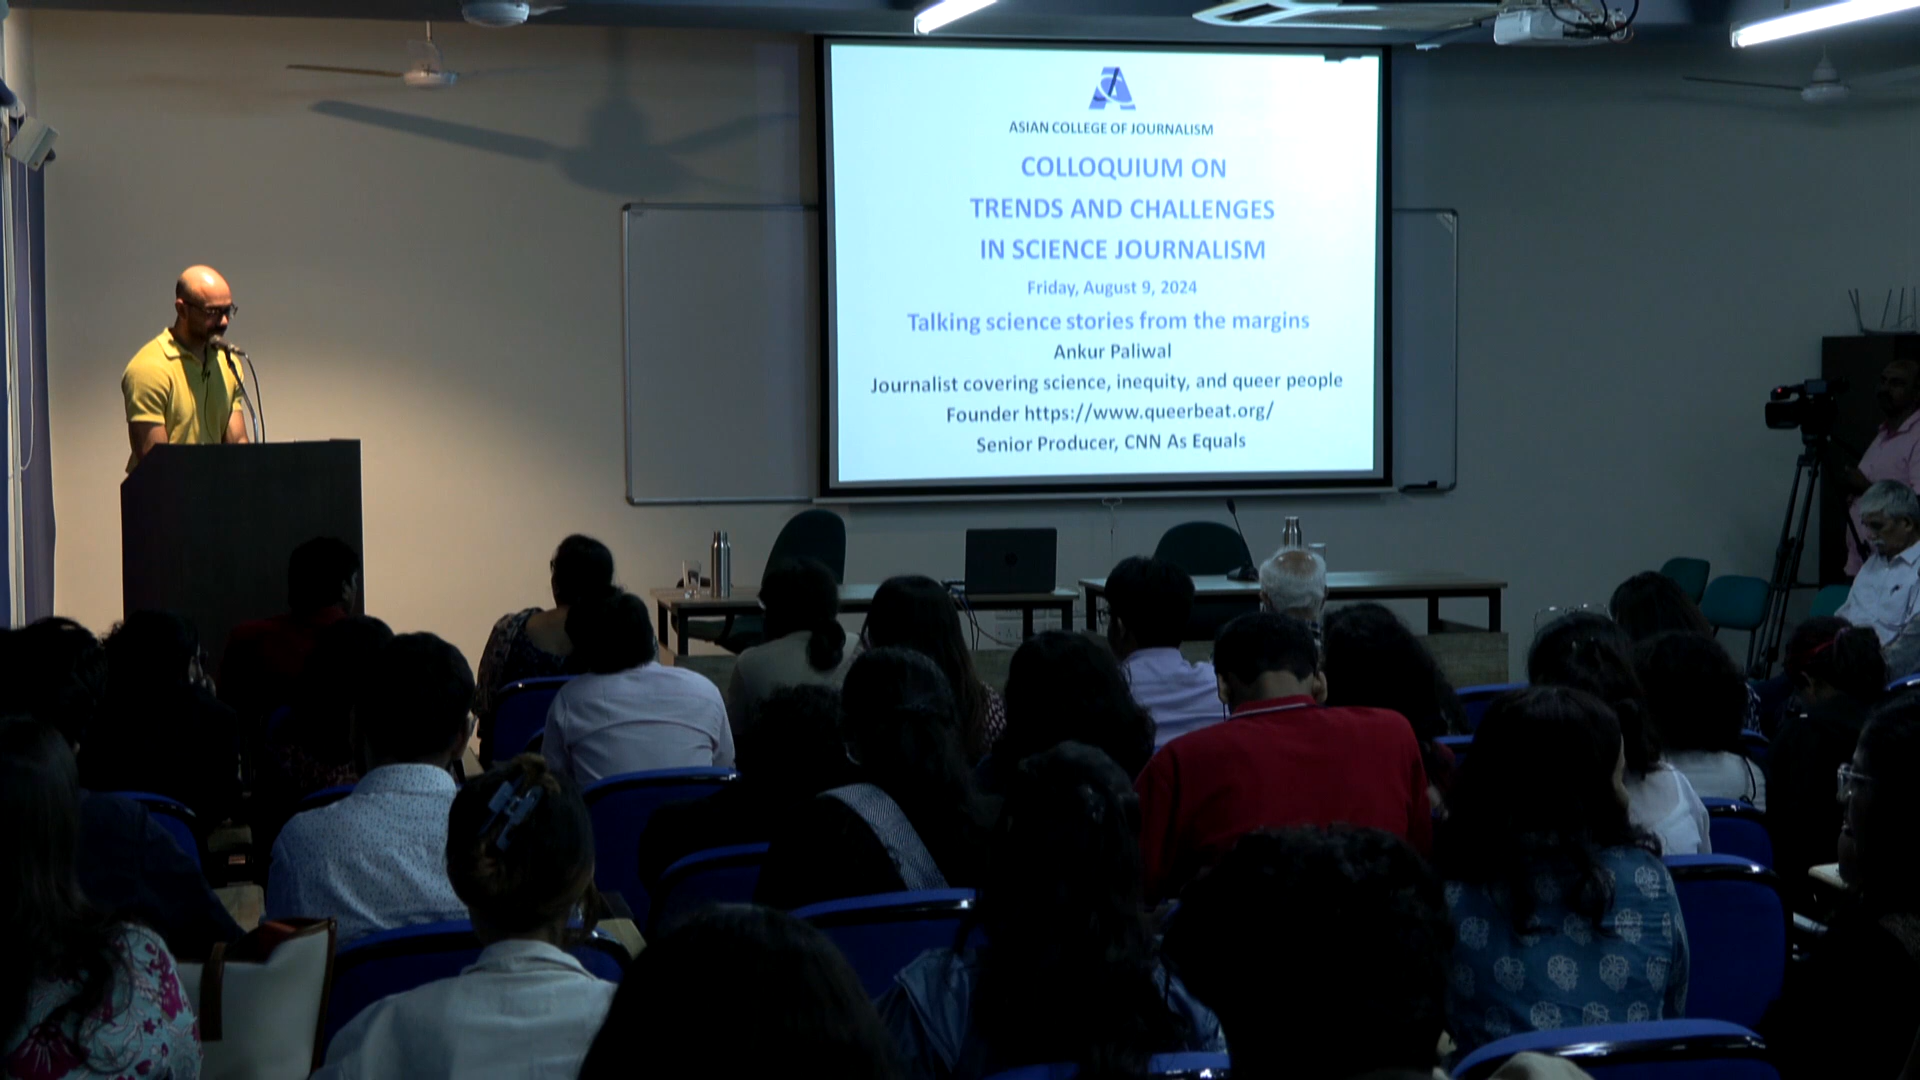 ASIAN COLLEGE OF JOURNALISM
COLLOQUIUM ON
TRENDS AND CHALLENGES
IN SCIENCE JOURNALISM
Friday, August 9, 2024
Talking science stories from the margins
Ankur Paliwal
Journalist covering science, inequity, and queer people
Founder https://www.queerbeat.org/
Senior Producer, CNN As Equals